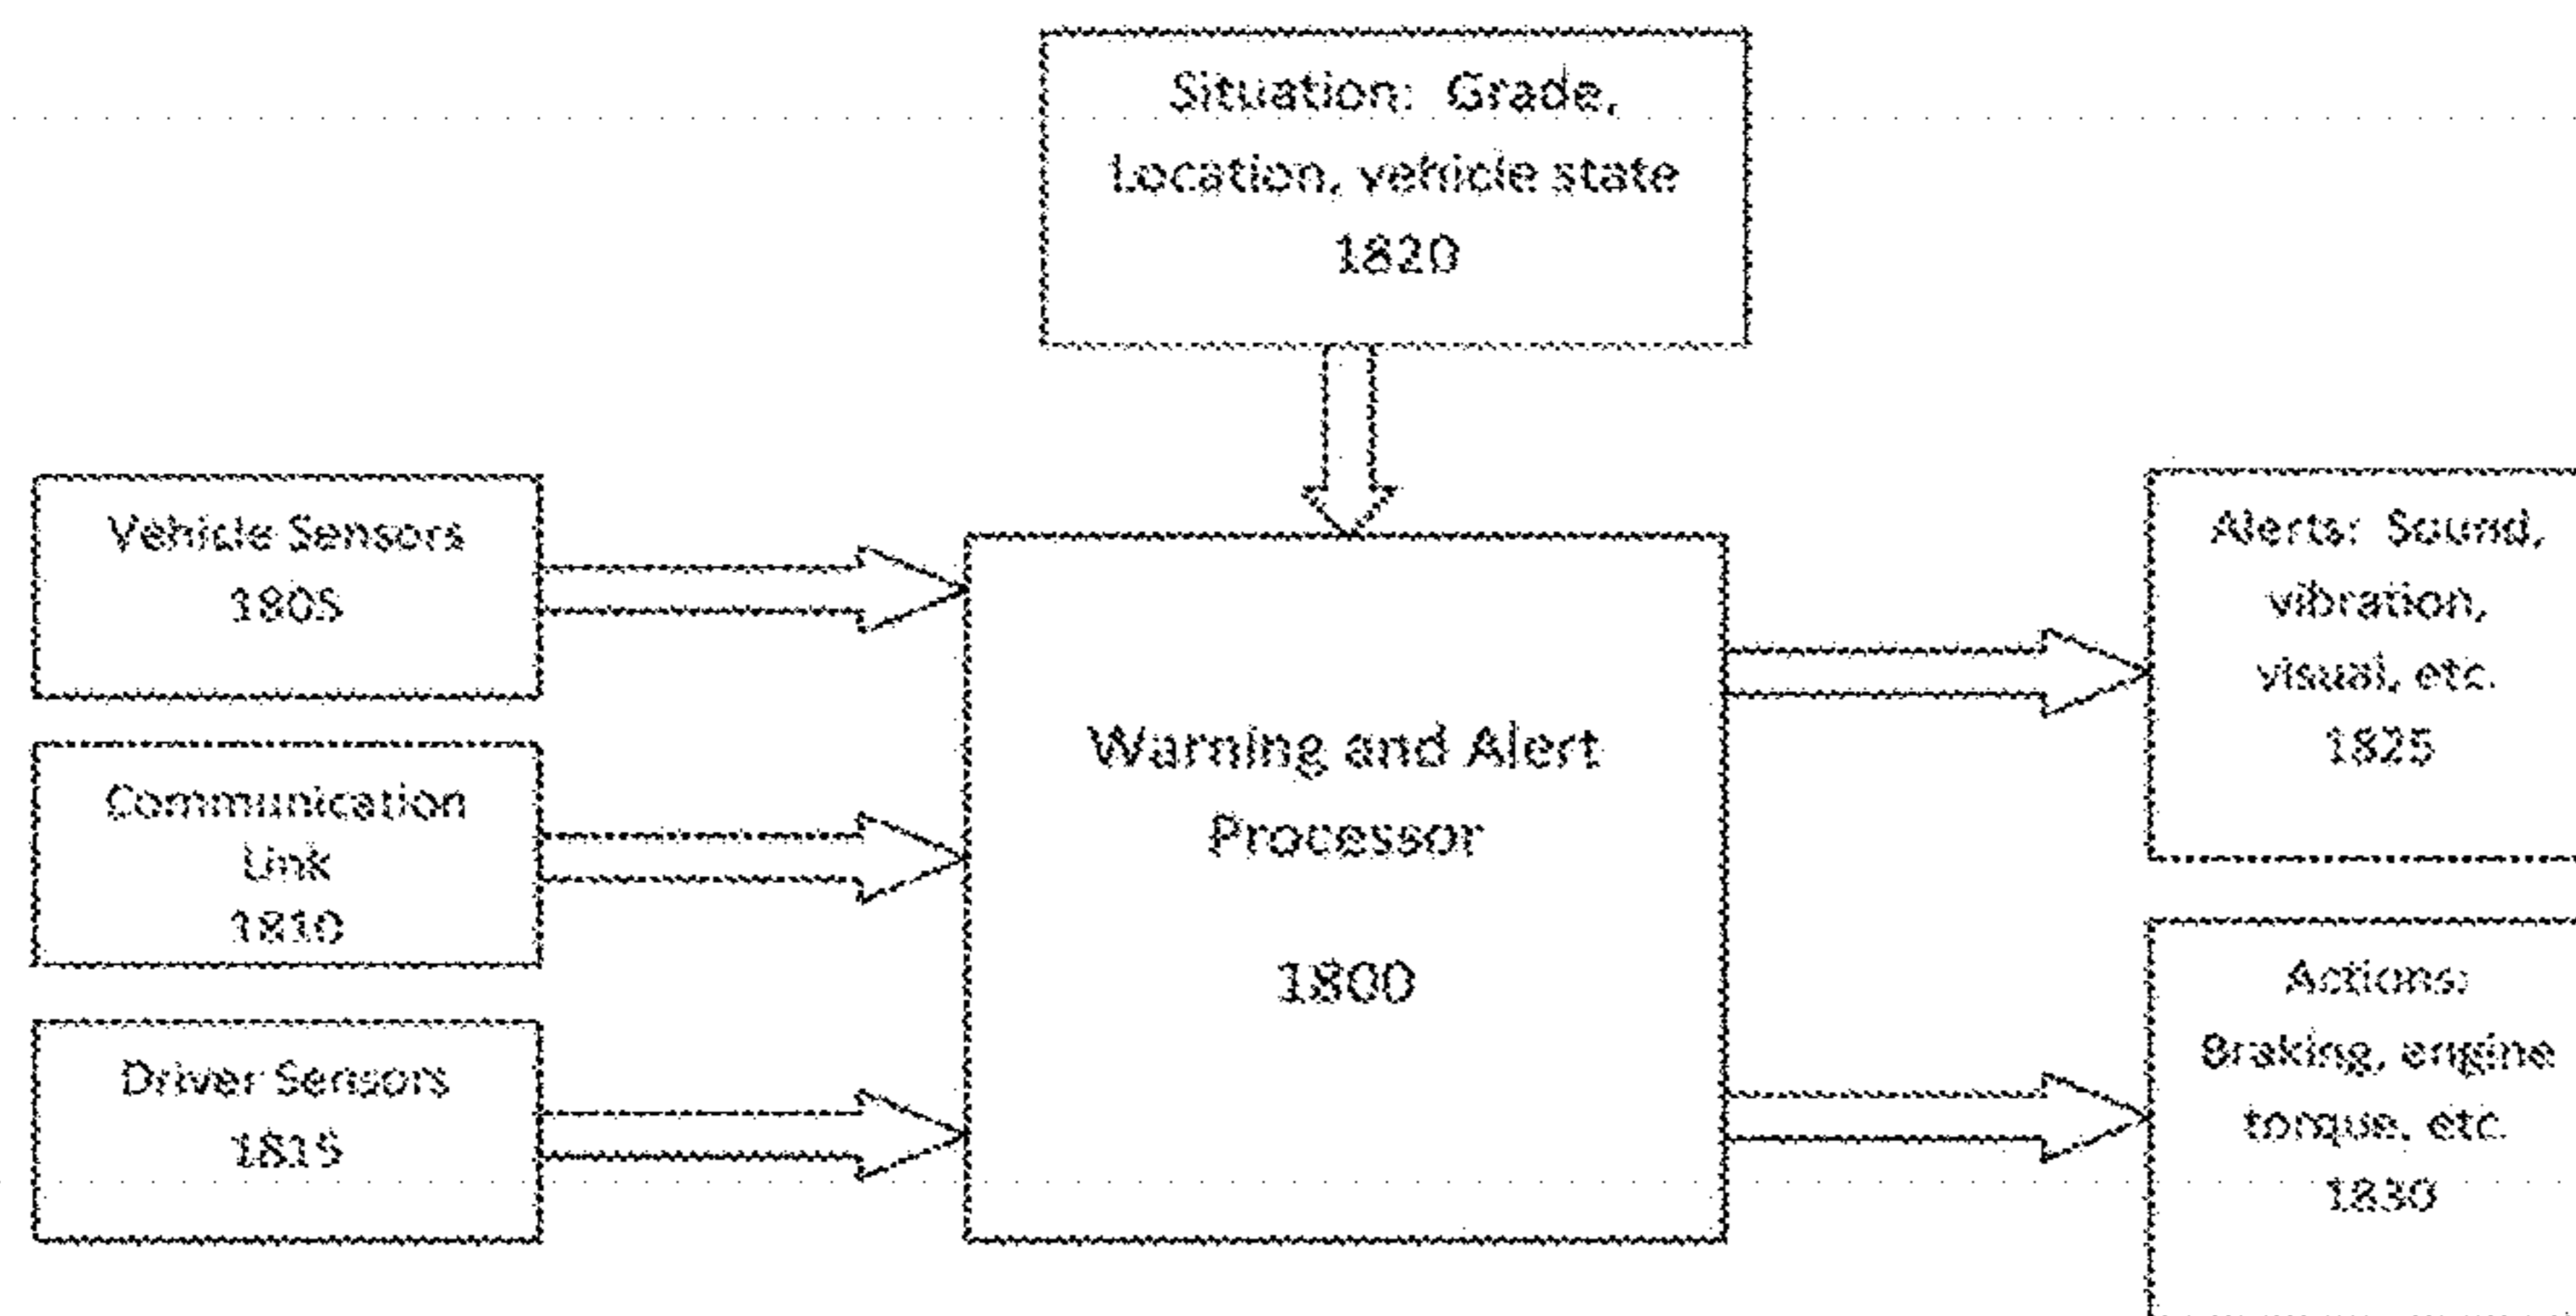 Situation: Grade,
Location, vehicle state
1820
Vehicle Sensors
1805
Communication
Link
1810
Driver Sensors
1815
Warning and Alert
Processor
1800
Alerts: Sound,
vibration,
visual, etc.
1825
Actions:
Braking, engine
torque, etc.
1830